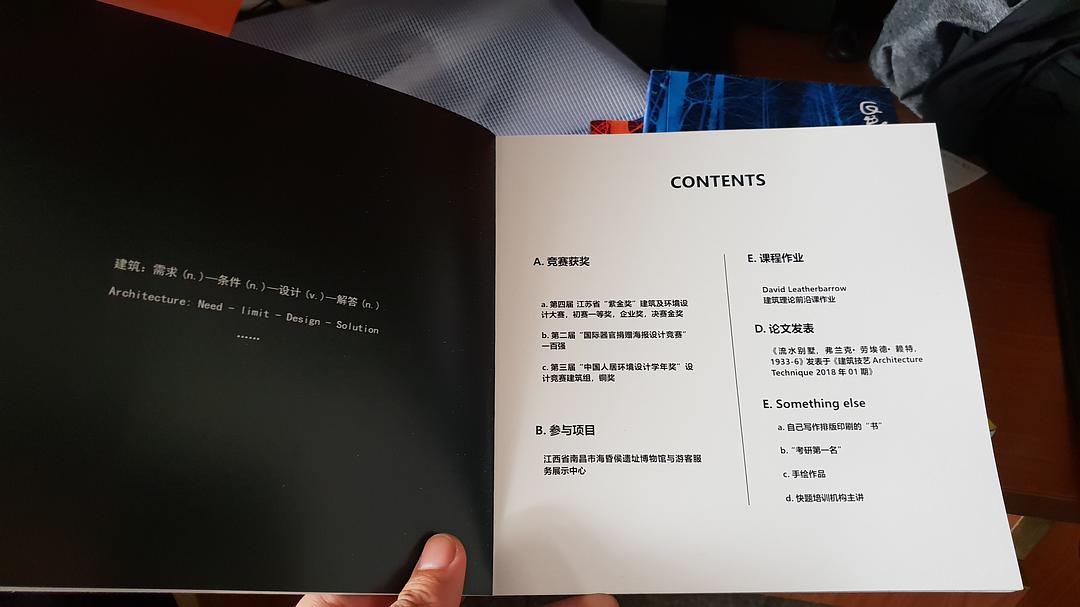 建筑: 需求(n.)—条件(n.)—设计(v.)—解答(n.)
Architecture: Need - limit - Design - Solution
······
CONTENTS
A. 竞赛获奖
a. 第四届 江苏省“紫金奖”建筑及环境设
计大赛，初赛一等奖，企业奖，决赛金奖
b. 第二届“国际器官捐赠海报设计竞赛”
一百强
c. 第三届“中国人居环境设计学年奖”设
计竞赛建筑组，铜奖
B. 参与项目
江西省南昌市海昏侯遗址博物馆与游客服
务展示中心
E. 课程作业
David Leatherbarrow
建筑理论前沿课作业
D. 论文发表
《流水别墅，弗兰克·劳埃德·赖特，
1933-6》发表于《建筑技艺 Architecture
Technique 2018 年 01 期》
E. Something else
a. 自己写作排版印刷的“书”
b. “考研第一名”
c. 手绘作品
d. 快题培训机构主讲